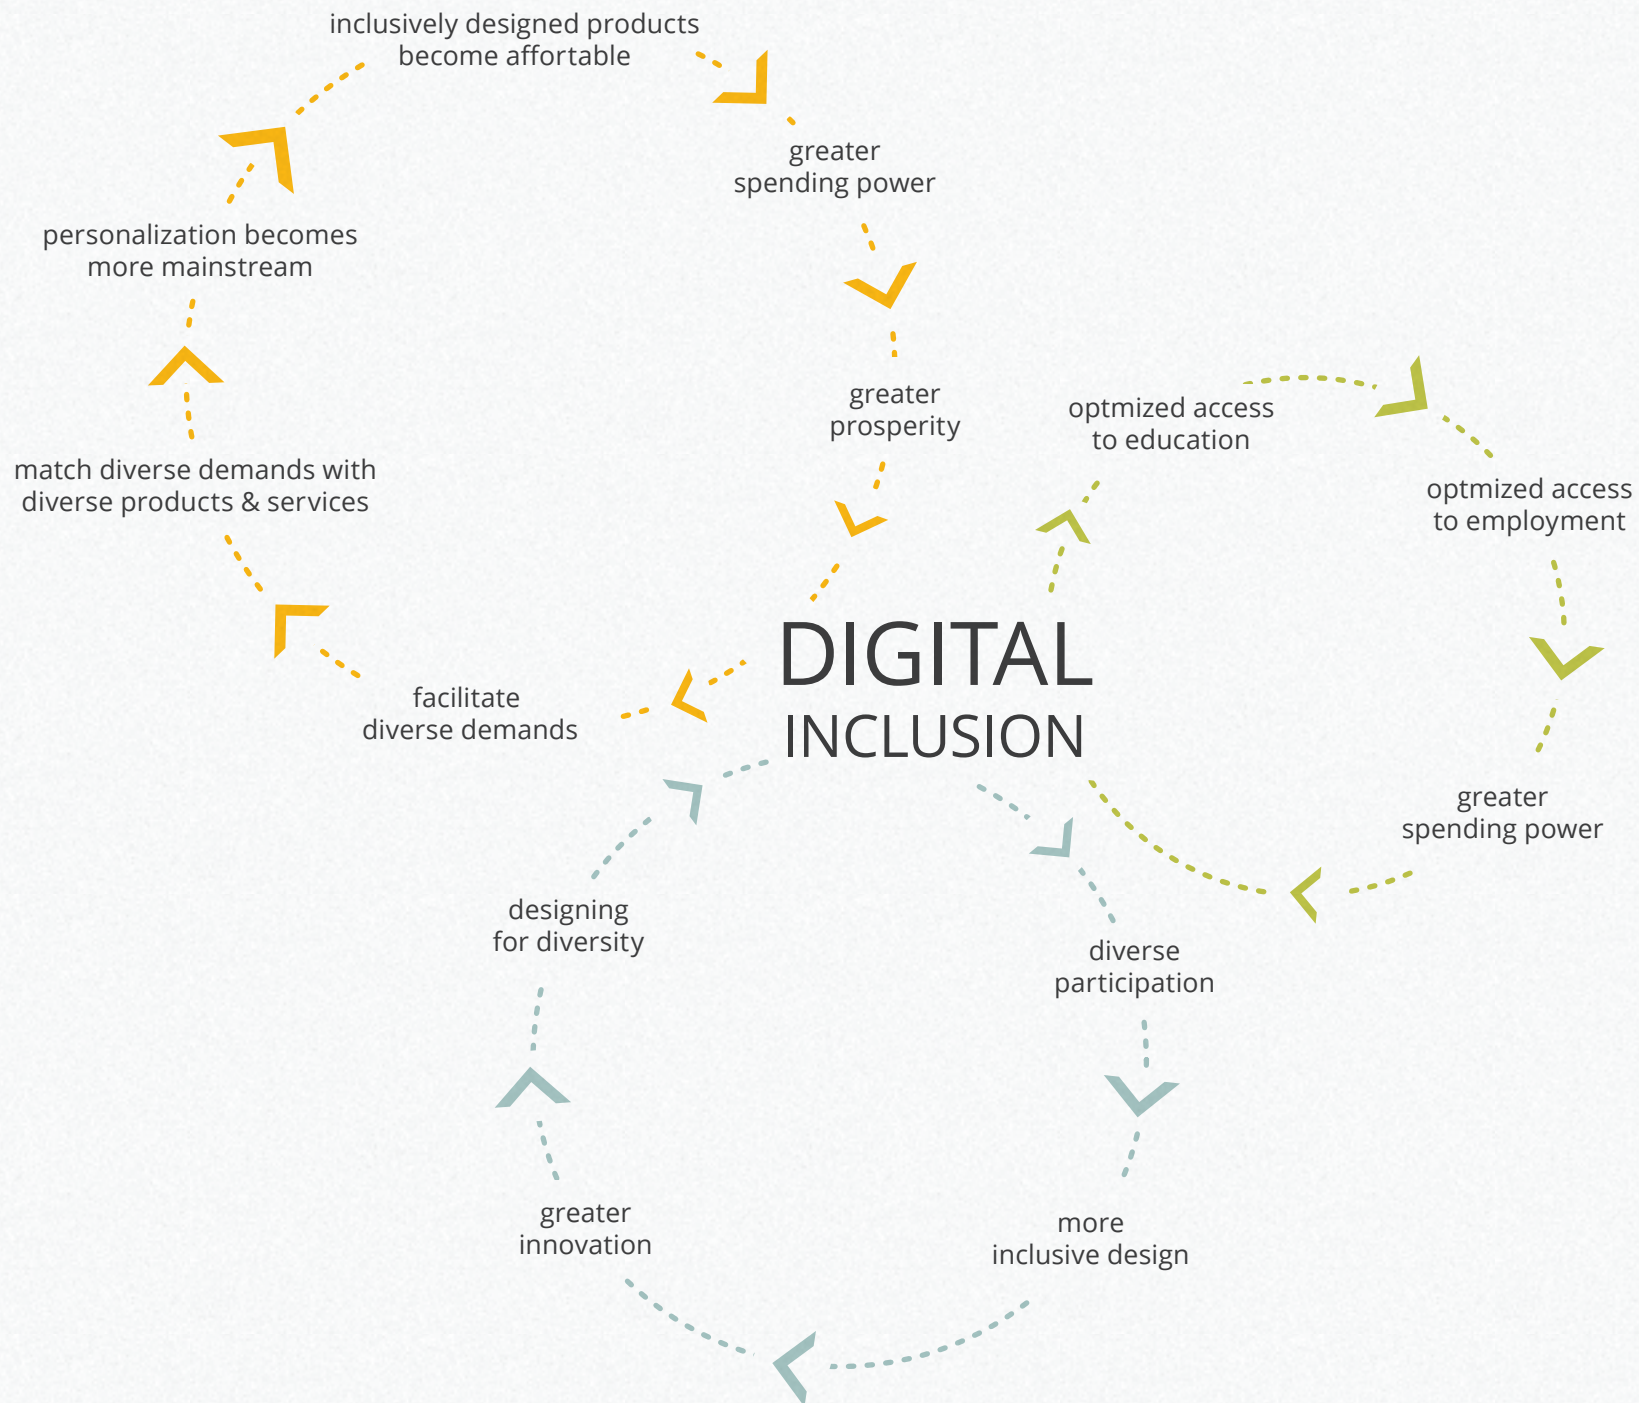 inclusively designed products
become affortable
greater
spending power
personalization becomes
more mainstream
greater
prosperity
optmized access
to education
match diverse demands with
diverse products & services
optmized access
to employment
DIGITAL
INCLUSION
facilitate
diverse demands
greater
spending power
designing
for diversity
diverse
participation
greater
innovation
more
inclusive design